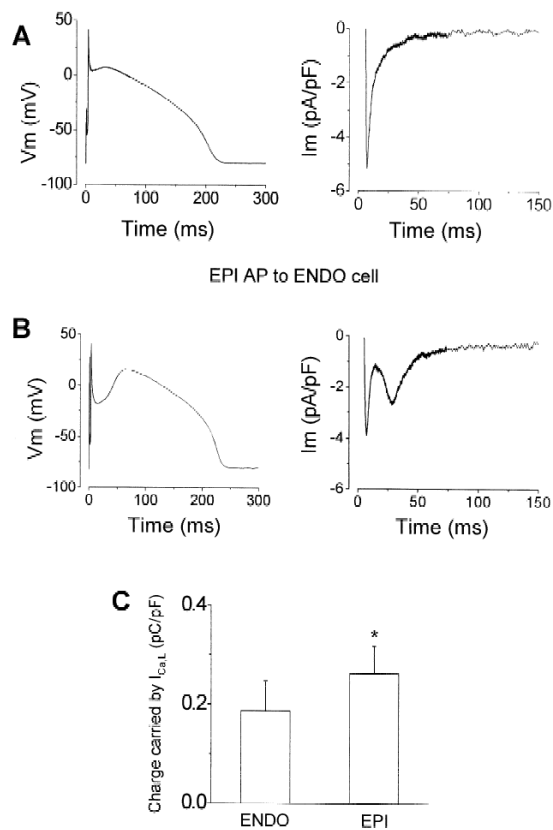 A
50
0
-50
-100
Vm (mV)
0 100 200 300
Time (ms)
0
-2
-4
-6
Im (pA/pF)
0 50 100 150
Time (ms)
EPI AP to ENDO cell
B
50
0
-50
-100
Vm (mV)
0 100 200 300
Time (ms)
0
-2
-4
-6
Im (pA/pF)
0 50 100 150
Time (ms)
C
0.4
0.2
0.0
Charge carried by I Ca,L (pC/pF)
*
ENDO EPI